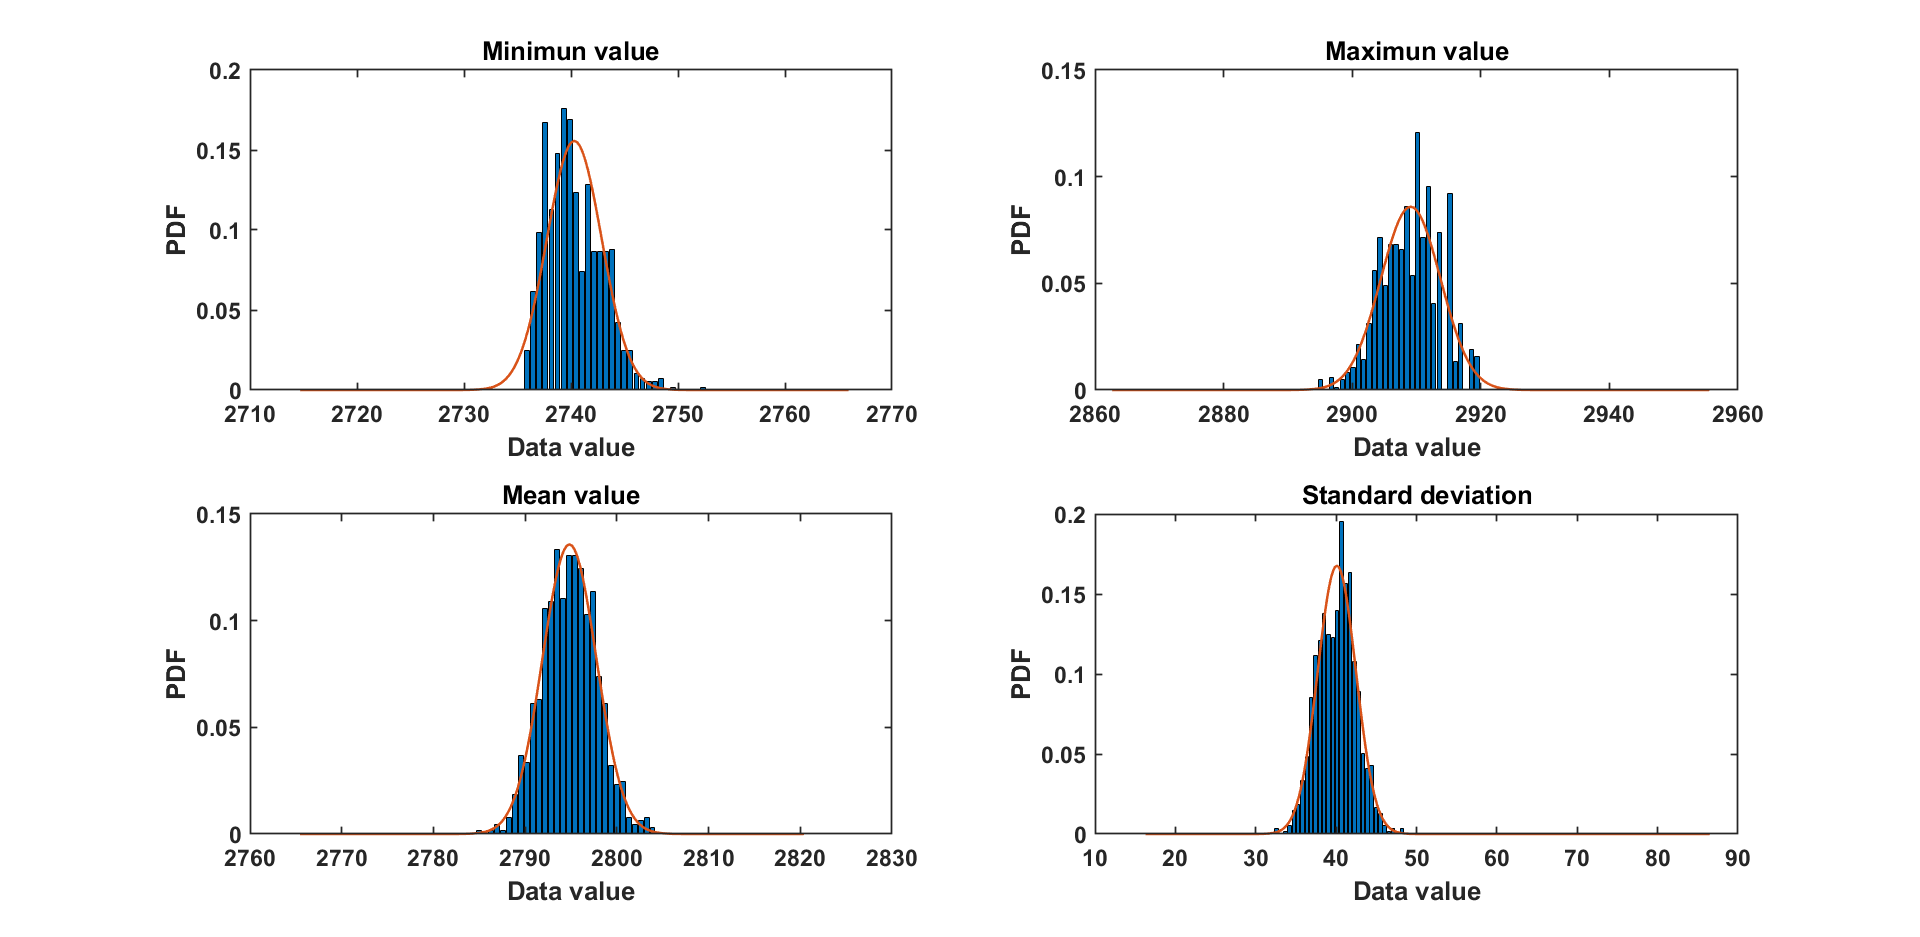 Minimun value
0.2
0.15
0.1
0.05
0
PDF
2710 2720 2730 2740 2750 2760 2770
Data value
Maximun value
0.15
0.1
0.05
0
PDF
2860 2880 2900 2920 2940 2960
Data value
Mean value
0.15
0.1
0.05
0
PDF
2760 2770 2780 2790 2800 2810 2820 2830
Data value
Standard deviation
0.2
0.15
0.1
0.05
0
PDF
10 20 30 40 50 60 70 80 90
Data value